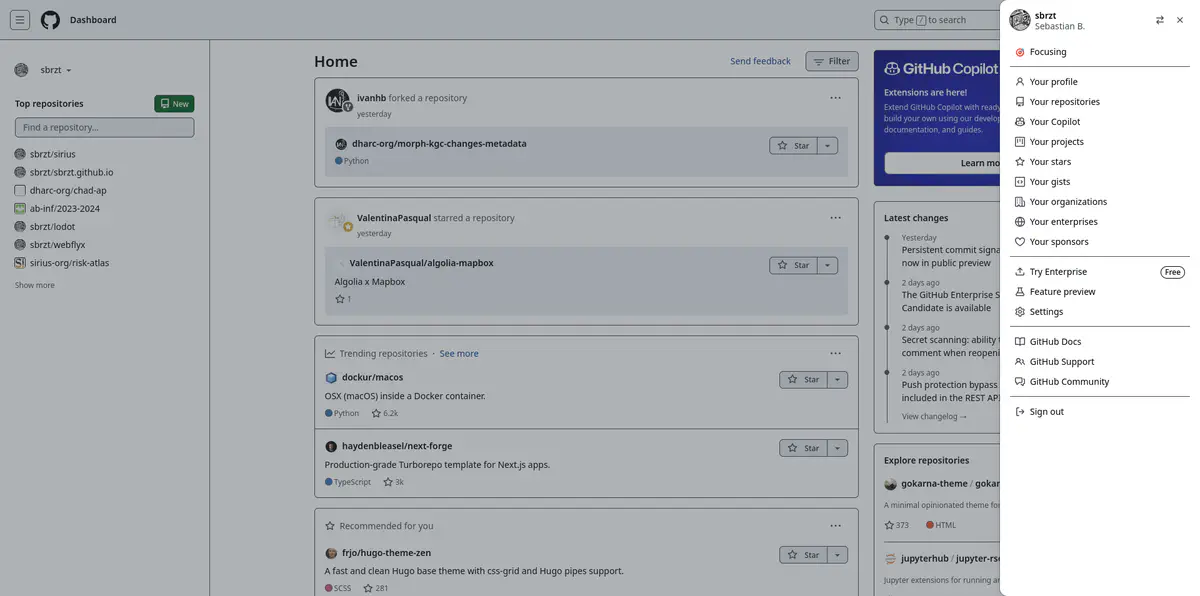 Dashboard
Type / to search
sbrzt
Top repositories
New
Find a repository...
sbrzt/sirius
sbrzt/sbrzt.github.io
dharc-org/chad-ap
ab-inf/2023-2024
sbrzt/lodot
sbrzt/webflyx
sirius-org/risk-atlas
Show more
Home
Send feedback
Filter
ivanhb forked a repository
yesterday
dharc-org/morph-kgc-changes-metadata
Star
Python
ValentinaPasqual starred a repository
yesterday
ValentinaPasqual/algolia-mapbox
Star
Algolia x Mapbox
1
Trending repositories · See more
dockur/macos
Star
OSX (macOS) inside a Docker container.
Python 6.2k
haydenbleasel/next-forge
Star
Production-grade Turborepo template for Next.js apps.
TypeScript 3k
Recommended for you
frjo/hugo-theme-zen
Star
A fast and clean Hugo base theme with css-grid and Hugo pipes support.
SCSS 281
GitHub Copilot
Extensions are here!
Extend GitHub Copilot with ready
build your own using our develop
documentation, and guides.
Learn mo
Latest changes
Yesterday
Persistent commit signa
now in public preview
2 days ago
The GitHub Enterprise S
Candidate is available
2 days ago
Secret scanning: ability t
comment when reopeni
2 days ago
Push protection bypass
included in the REST API
View changelog →
Explore repositories
gokarna-theme / gokar
A minimal opinionated theme for
373 HTML
jupyterhub / jupyter-rs
Jupyter extensions for running an
sbrzt
Sebastian B.
Focusing
Your profile
Your repositories
Your Copilot
Your projects
Your stars
Your gists
Your organizations
Your enterprises
Your sponsors
Try Enterprise
Free
Feature preview
Settings
GitHub Docs
GitHub Support
GitHub Community
Sign out